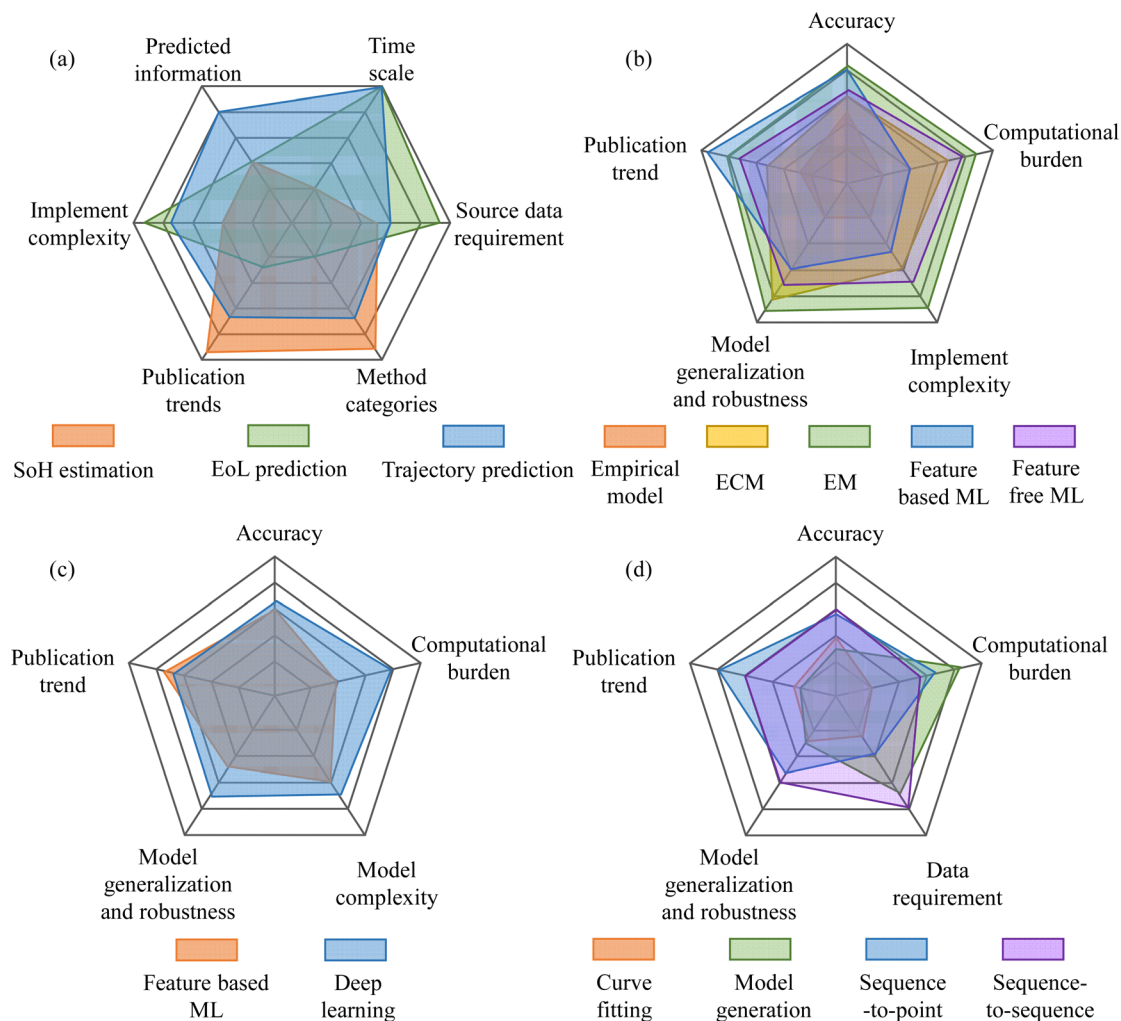 (a)
Predicted
information
Time
scale
Implement
complexity
Source data
requirement
Publication
trends
Method
categories
SoH estimation
EoL prediction
Trajectory prediction
(b)
Accuracy
Publication
trend
Computational
burden
Model
generalization
and robustness
Implement
complexity
Empirical
model
ECM
EM
Feature
based ML
Feature
free ML
(c)
Accuracy
Publication
trend
Computational
burden
Model
generalization
and robustness
Model
complexity
Feature based
ML
Deep
learning
(d)
Accuracy
Publication
trend
Computational
burden
Model
generalization
and robustness
Data
requirement
Curve
fitting
Model
generation
Sequence
-to-point
Sequence-
to-sequence